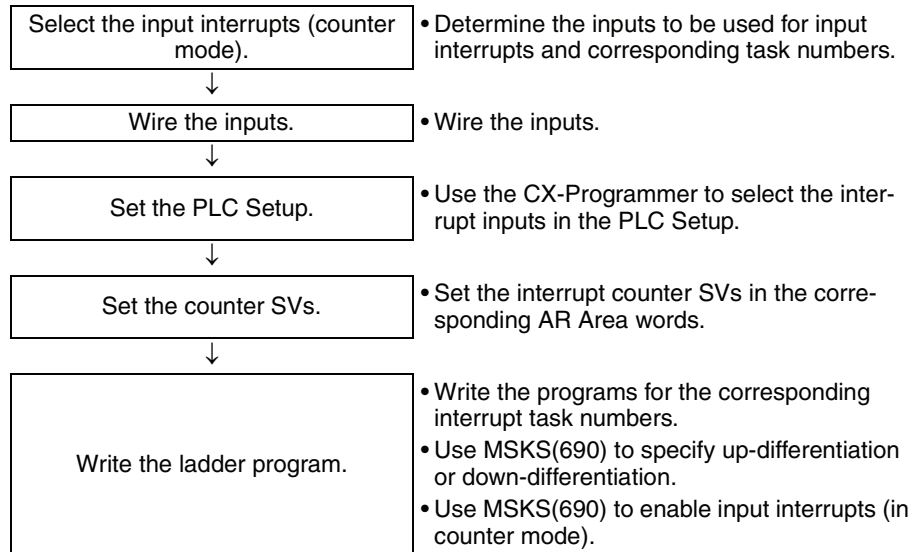 Select the input interrupts (counter
mode).
• Determine the inputs to be used for input
interrupts and corresponding task numbers.
↓
Wire the inputs.
• Wire the inputs.
↓
Set the PLC Setup.
• Use the CX-Programmer to select the inter-
rupt inputs in the PLC Setup.
↓
Set the counter SVs.
• Set the interrupt counter SVs in the corre-
sponding AR Area words.
↓
Write the ladder program.
• Write the programs for the corresponding
interrupt task numbers.
• Use MSKS(690) to specify up-differentiation
or down-differentiation.
• Use MSKS(690) to enable input interrupts (in
counter mode).